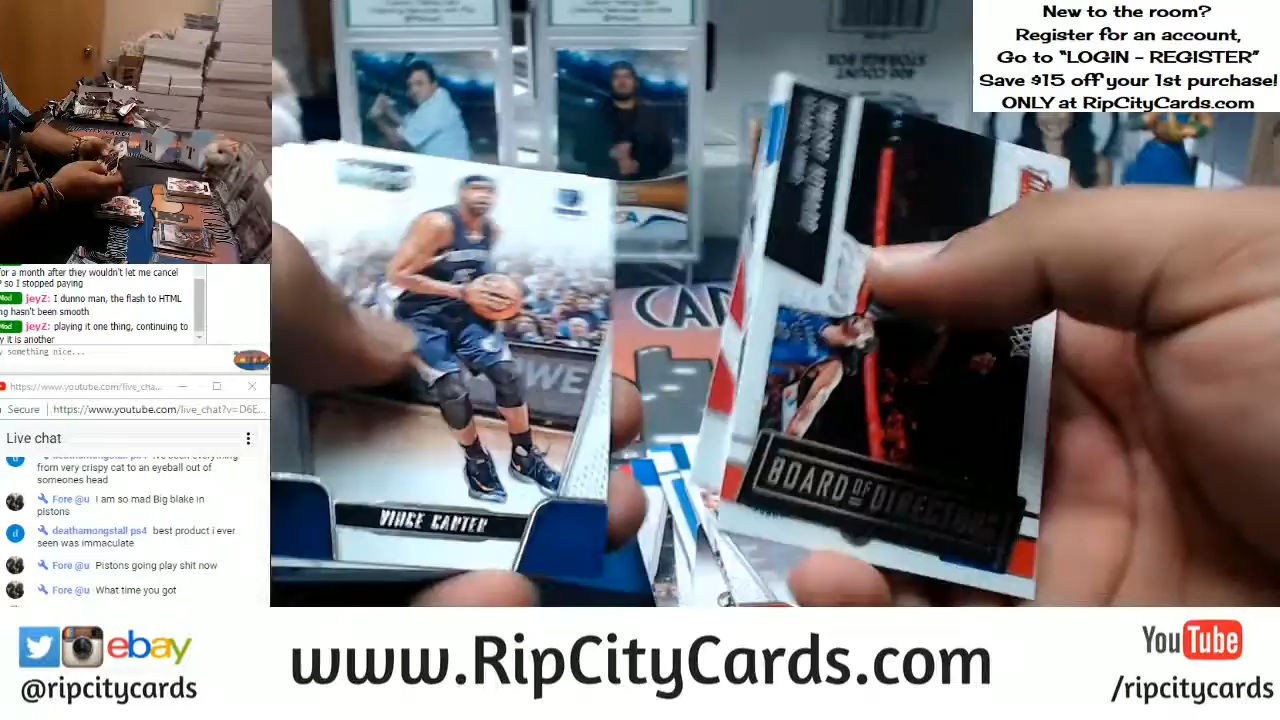 New to the room?
Register for an account,
Go to "LOGIN - REGISTER"
Save $15 off your 1st purchase!
ONLY at RipCityCards.com
or a month after they wouldn't let me cancel
so I stopped paying
Mod jeyZ: I dunno man, the flash to HTML
ng hasn't been smooth
Mod jeyZ: playing it one thing, continuing to
y it is another
y something nice...
https://www.youtube.com/live_cha...
Secure https://www.youtube.com/live_chat?v=D6E...
Live chat
from very crispy cat to an eyeball out of
someones head
Fore @u I am so mad Big blake in
pistons
deathamongstall ps4 best product i ever
seen was immaculate
Fore @u Pistons going play shit now
Fore @u What time you got
VINCE CARTER
BOARD OF DIRECTORS
CAR
ebay
@ripcitycards
www.RipCityCards.com
YouTube
/ripcitycards